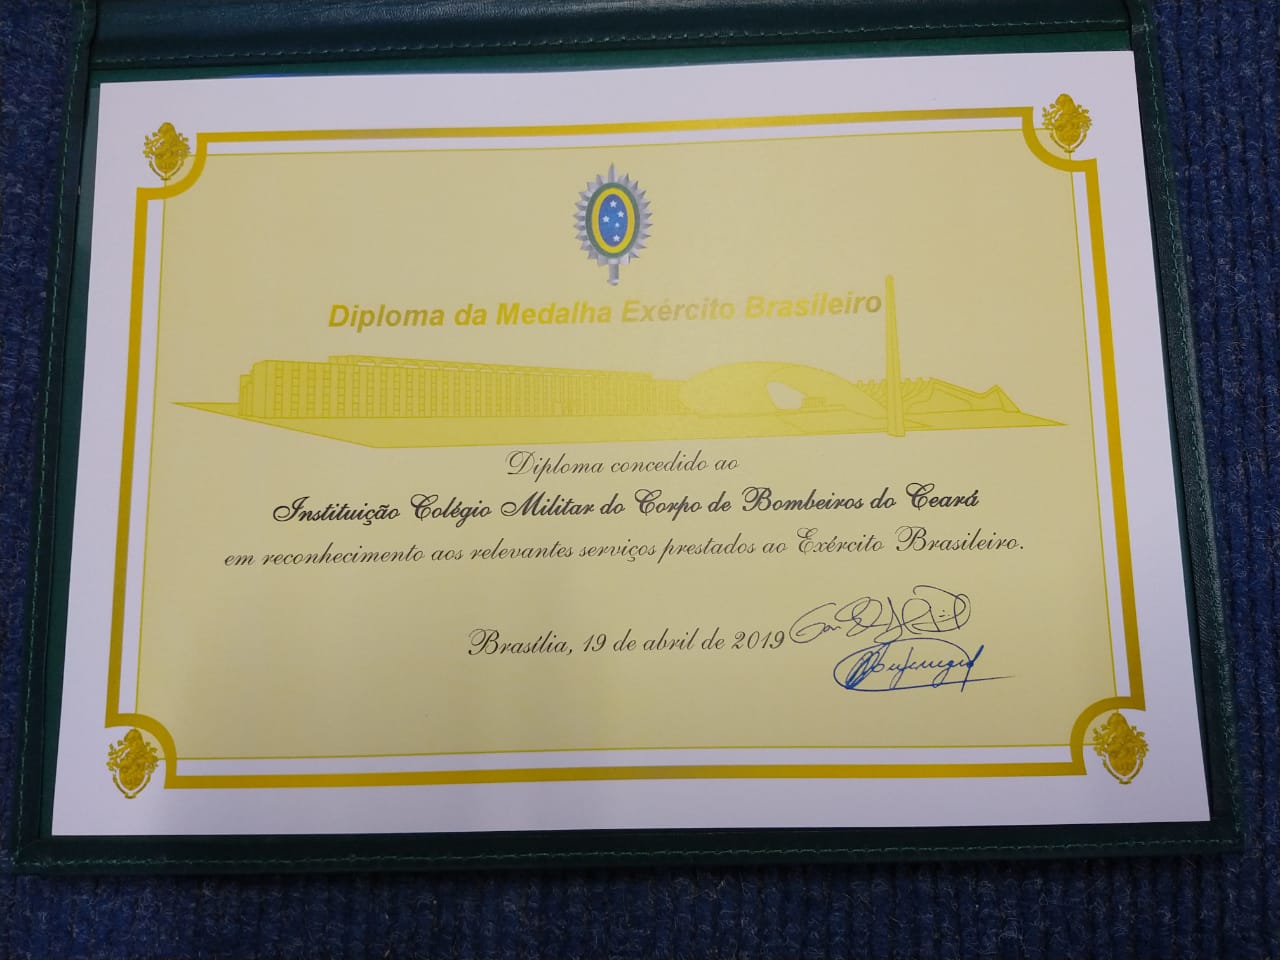 Diploma da Medalha Exército Brasileiro
Diploma concedido ao
Instituição Colégio Militar do Corpo de Bombeiros do Ceará
em reconhecimento aos relevantes serviços prestados ao Exército Brasileiro.
Brasília, 19 de abril de 2019